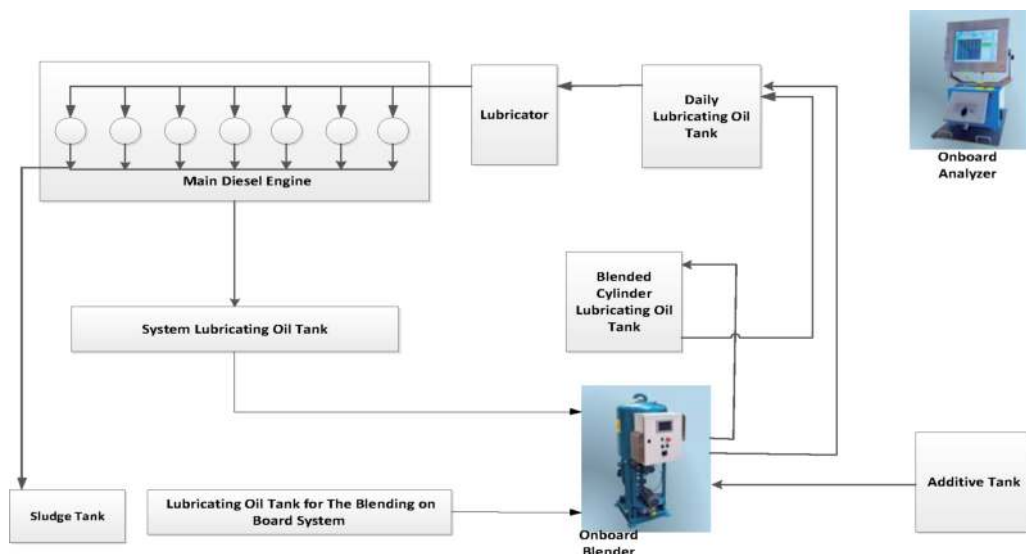 Lubricator
Daily
Lubricating Oil
Tank
Onboard
Analyzer
Main Diesel Engine
Blended
Cylinder
Lubricating Oil
Tank
System Lubricating Oil Tank
Additive Tank
Sludge Tank
Lubricating Oil Tank for The Blending on
Board System
Onboard
Blender